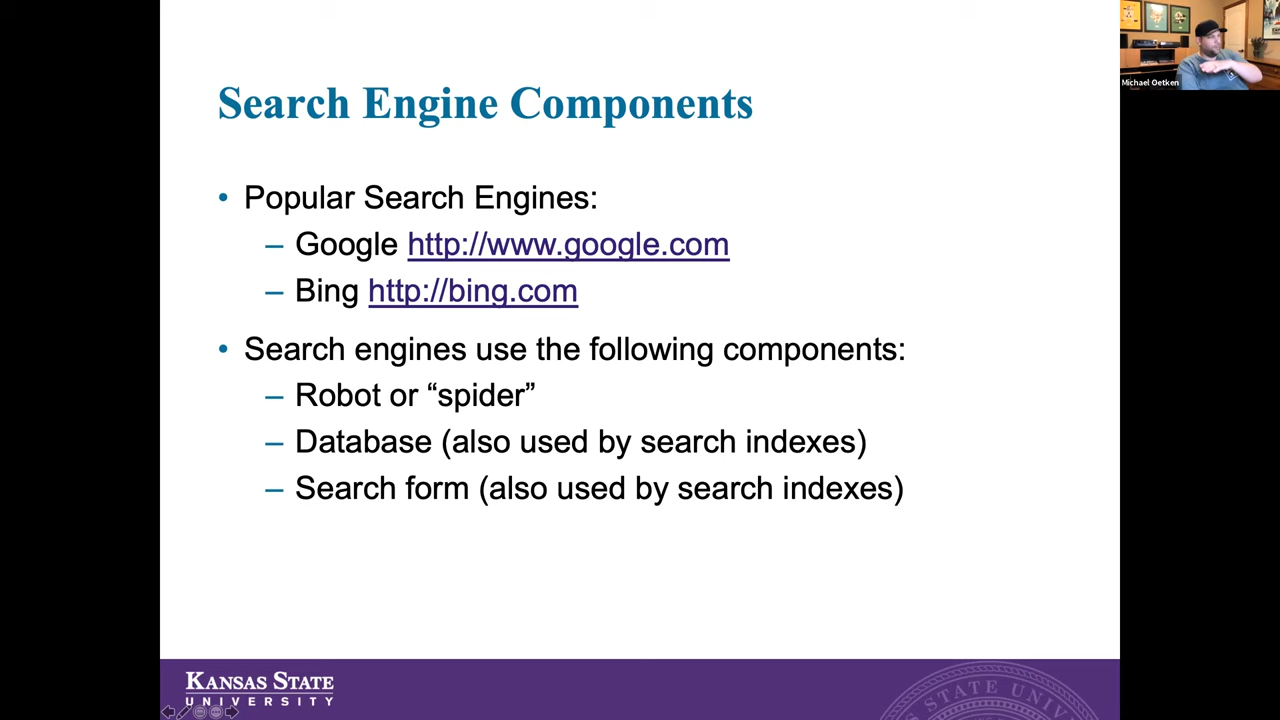 Search Engine Components
• Popular Search Engines:
– Google http://www.google.com
– Bing http://bing.com
• Search engines use the following components:
– Robot or “spider”
– Database (also used by search indexes)
– Search form (also used by search indexes)
KANSAS STATE
UNIVERSITY
STATE UNIV
Michael Oetken